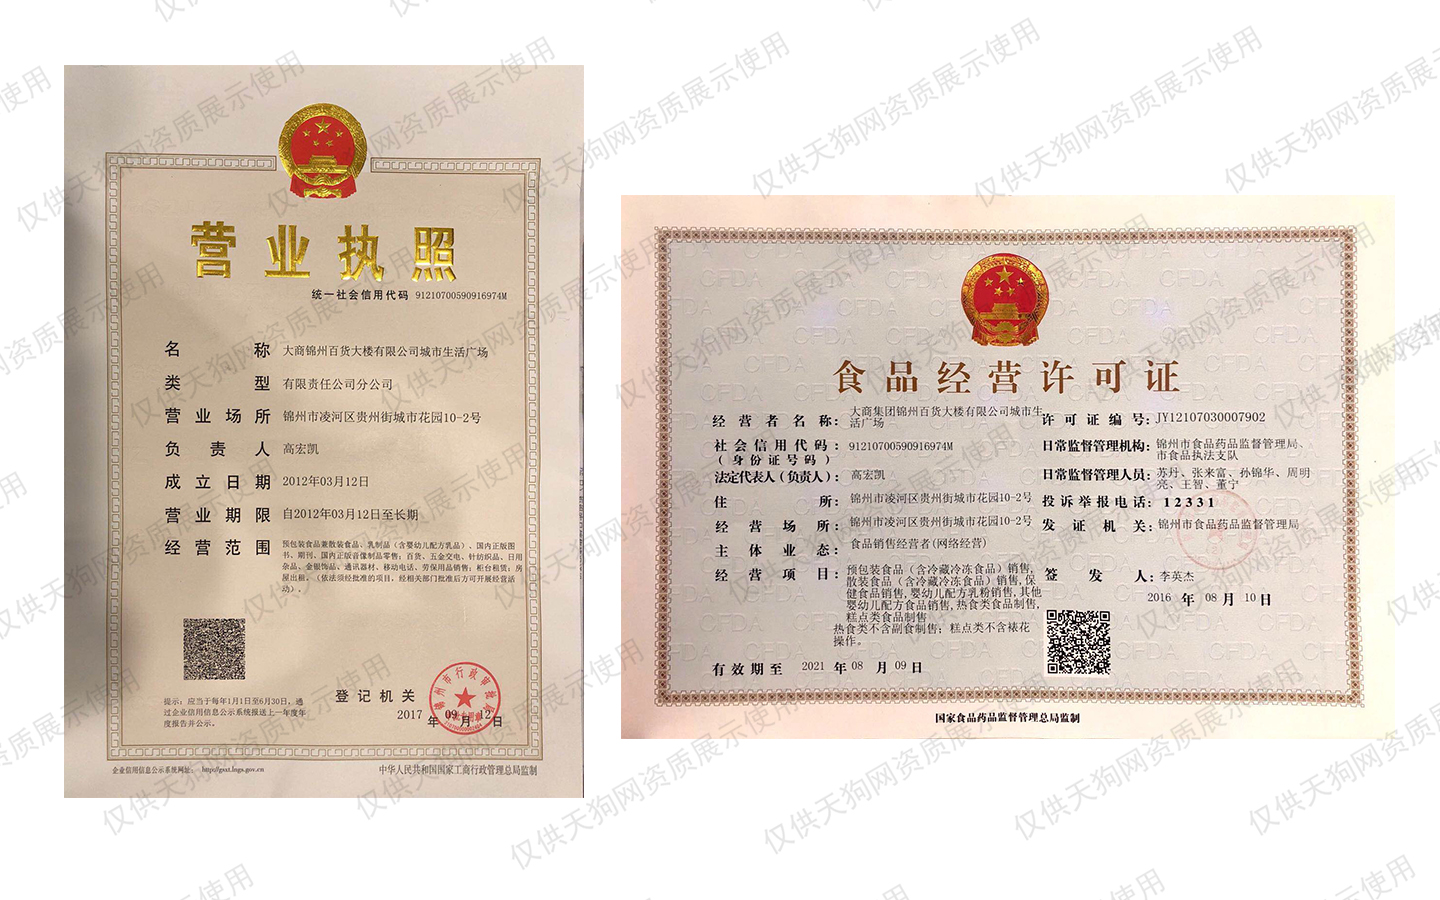 营业执照
统一社会信用代码 91210700590916974M
名称 大商锦州百货大楼有限公司城市生活广场
类型 有限责任公司分公司
营业场所 锦州市凌河区贵州街城市花园10-2号
负责人 高宏凯
成立日期 2012年03月12日
营业期限 自2012年03月12日至长期
经营范围 预包装食品兼散装食品、乳制品（含婴幼儿配方乳品）、国内正版图
书、期刊、国内正版音像制品零售；百货、五金交电、针纺织品、日用
杂品、金银饰品、通讯器材、移动电话、劳保用品销售；柜台租赁；房
屋出租。（依法须经批准的项目，经相关部门批准后方可开展经营活
动）。
提示：应当于每年1月1日至6月30日，通
过企业信用信息公示系统报送上一年度年
度报告并公示。
登记机关
2017 年 09 月 12 日
锦州市行政审批局
企业信用信息公示系统网址： http://gsxt.lngs.gov.cn
中华人民共和国国家工商行政管理总局监制
食品经营许可证
经营者名称： 大商集团锦州百货大楼有限公司城市生
活广场
社会信用代码： 91210700590916974M
（身份证号码）
法定代表人（负责人）： 高宏凯
住所： 锦州市凌河区贵州街城市花园10-2号
经营场所： 锦州市凌河区贵州街城市花园10-2号
主体业态： 食品销售经营者(网络经营)
经营项目： 预包装食品（含冷藏冷冻食品）销售,
散装食品（含冷藏冷冻食品）销售,保
健食品销售,婴幼儿配方乳粉销售,其他
婴幼儿配方食品销售,热食类食品制售,
糕点类食品制售
热食类不含副食制售；糕点类不含裱花
操作。
有效期至 2021 年 08 月 09 日
许可证编号: JY12107030007902
日常监督管理机构: 锦州市食品药品监督管理局、
市食品执法支队
日常监督管理人员: 苏丹、张来富、孙锦华、周明
亮、王智、董宁
投诉举报电话: 12331
发证机关: 锦州市食品药品监督管理局
签发人: 李英杰
2016 年 08 月 10 日
国家食品药品监督管理总局监制
仅供天狗网资质展示使用